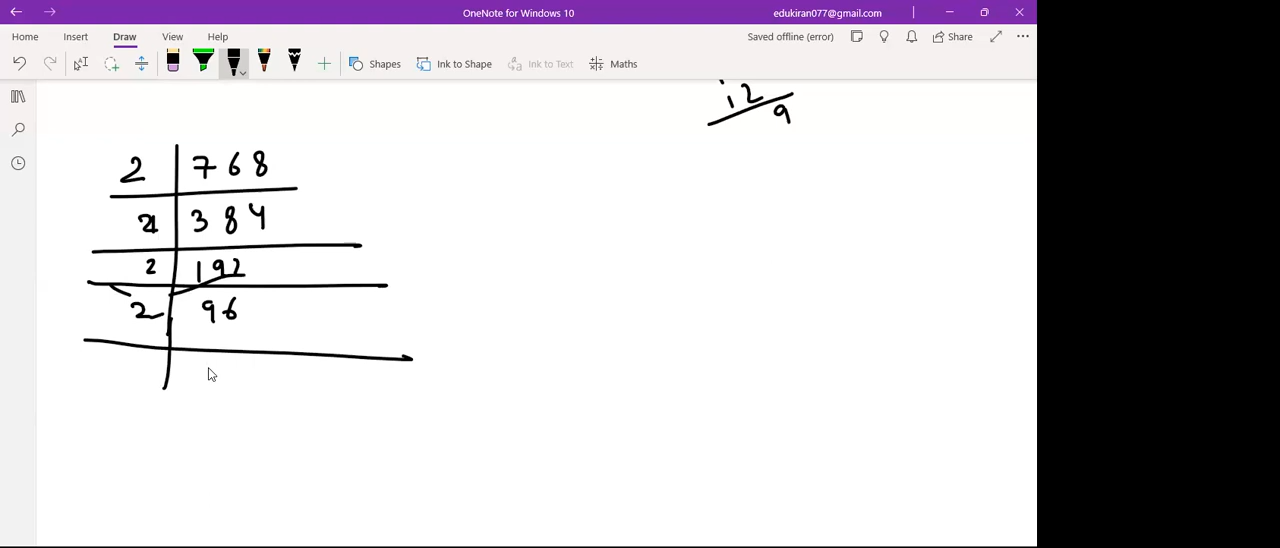 OneNote for Windows 10
edukiran077@gmail.com
Home Insert Draw View Help
Saved offline (error) Share
Shapes Ink to Shape Ink to Text Maths
12
9
2 768
2 384
2 192
2 96